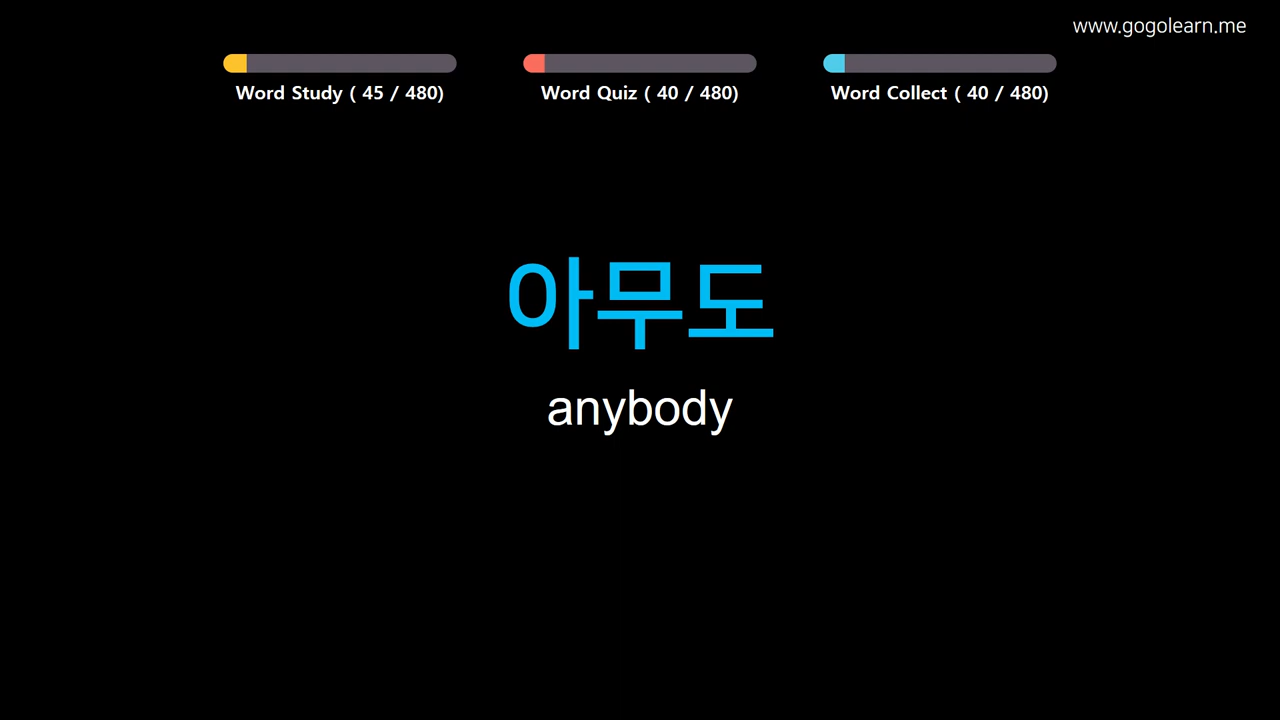 www.gogolearn.me
Word Study ( 45 / 480)
Word Quiz ( 40 / 480)
Word Collect ( 40 / 480)
아무도
anybody